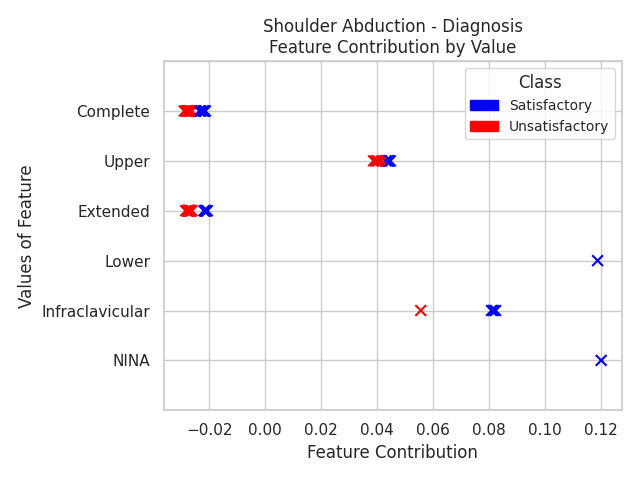 Shoulder Abduction - Diagnosis
Feature Contribution by Value
Class
Satisfactory
Unsatisfactory
Values of Feature
Complete
Upper
Extended
Lower
Infraclavicular
NINA
−0.02 0.00 0.02 0.04 0.06 0.08 0.10 0.12
Feature Contribution